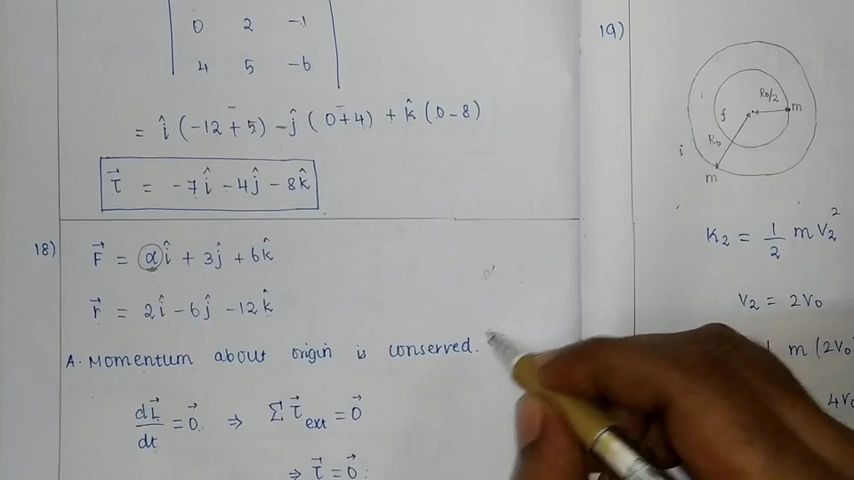 0 2 -1
4 5 -6
= î (-12 + 5) - ĵ (0 + 4) + k̂ (0 - 8)
τ⃗ = -7î - 4ĵ - 8k̂
18) F⃗ = αî + 3ĵ + 6k̂
r⃗ = 2î - 6ĵ - 12k̂
A. Momentum about origin is conserved.
dL⃗/dt = 0⃗ ⇒ Σ τ⃗ext = 0⃗
⇒ τ⃗ = 0⃗
19)
R₀/2
f
m
R₀
i
m
K₂ = 1/2 m v₂²
v₂ = 2v₀
m (2v₀
4v₀